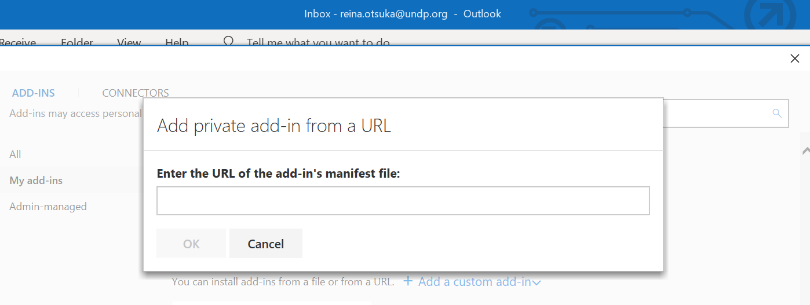 Inbox - reina.otsuka@undp.org - Outlook
Receive Folder View Help Tell me what you want to do
ADD-INS CONNECTORS
Add-ins may access personal
Add private add-in from a URL
All
Enter the URL of the add-in's manifest file:
My add-ins
Admin-managed
OK Cancel
You can install add-ins from a file or from a URL. + Add a custom add-in